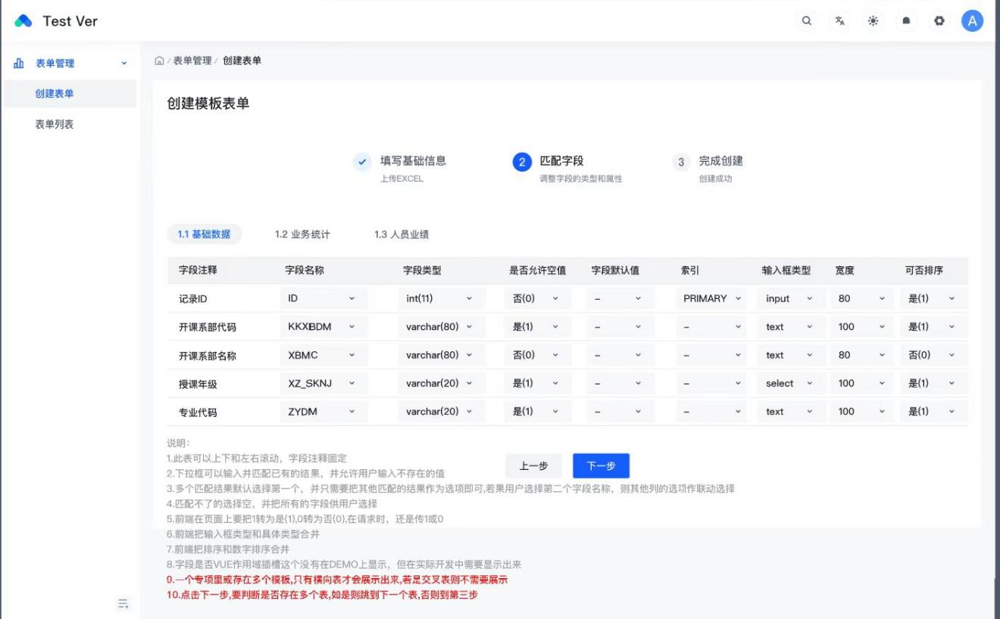 Test Ver
A
表单管理
创建表单
表单列表
/ 表单管理 / 创建表单
创建模板表单
填写基础信息
上传EXCEL
2 匹配字段
调整字段的类型和属性
3 完成创建
创建成功
1.1 基础数据 1.2 业务统计 1.3 人员业绩
字段注释 字段名称 字段类型 是否允许空值 字段默认值 索引 输入框类型 宽度 可否排序
记录ID ID int(11) 否(0) – PRIMARY input 80 是(1)
开课系部代码 KKXBDM varchar(80) 是(1) – – text 100 是(1)
开课系部名称 XBMC varchar(80) 否(0) – – text 80 否(0)
授课年级 XZ_SKNJ varchar(20) 是(1) – – select 100 是(1)
专业代码 ZYDM varchar(20) 是(1) – – text 100 是(1)
说明：
1.此表可以上下和左右滚动，字段注释固定
2.下拉框可以输入并匹配已有的结果，并允许用户输入不存在的值
上一步 下一步
3.多个匹配结果默认选择第一个，并只需要把其他匹配的结果作为选项即可,若果用户选择第二个字段名称，则其他列的选项作联动选择
4.匹配不了的选择空，并把所有的字段供用户选择
5.前端在页面上要把1转为是(1),0转为否(0),在请求时，还是传1或0
6.前端把输入框类型和具体类型合并
7.前端把排序和数字排序合并
8.字段是否VUE作用域插槽这个没有在DEMO上显示，但在实际开发中需要显示出来
9.一个专项里或存在多个模板,只有横向表才会展示出来,若是交叉表则不需要展示
10.点击下一步,要判断是否存在多个表,如是则跳到下一个表,否则到第三步